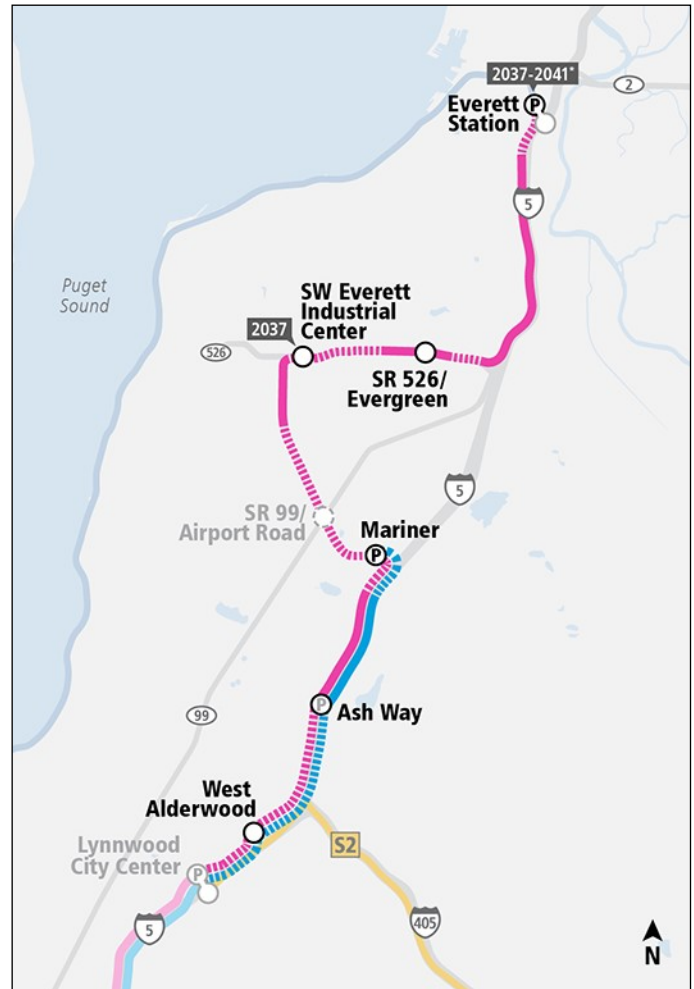 2037-2041*
2
Everett
Station
P
5
Puget
Sound
SW Everett
Industrial
Center
2037
526
SR 526/
Evergreen
5
SR 99/
Airport Road
Mariner
P
P
Ash Way
99
West
Alderwood
Lynnwood
City Center
P
S2
5
405
N